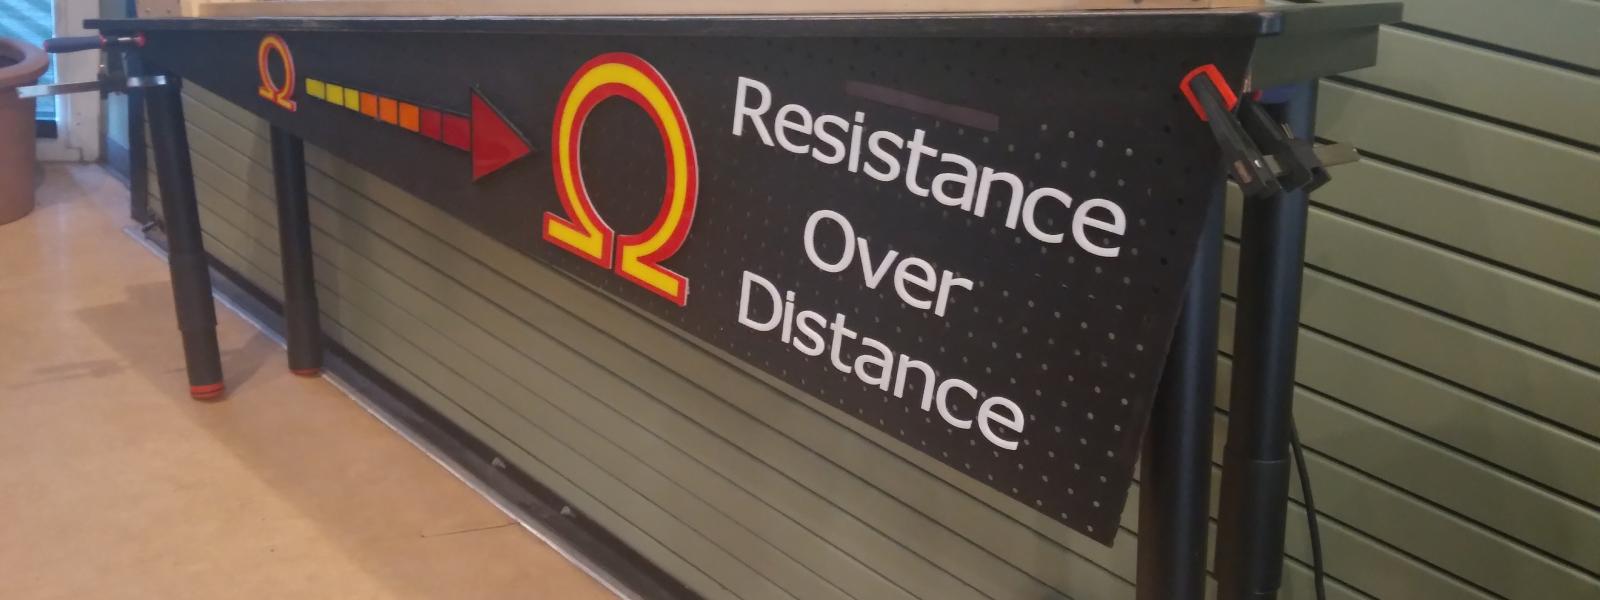 Ω Ω
Resistance
Over
Distance